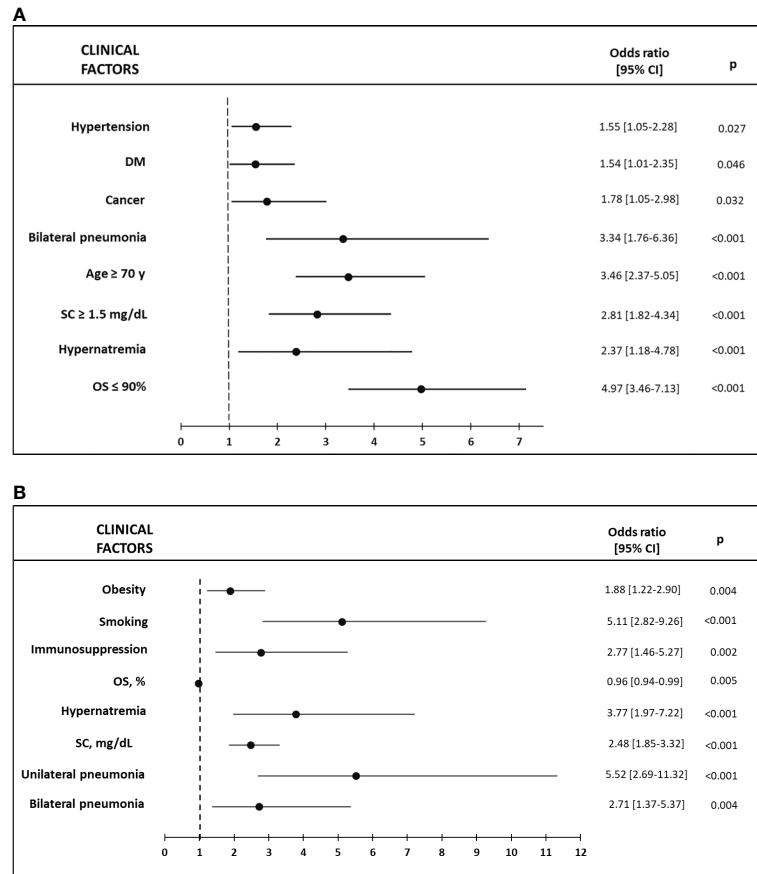 A
CLINICAL
FACTORS
Odds ratio
[95% CI]
p
Hypertension 1.55 [1.05-2.28] 0.027
DM 1.54 [1.01-2.35] 0.046
Cancer 1.78 [1.05-2.98] 0.032
Bilateral pneumonia 3.34 [1.76-6.36] <0.001
Age ≥ 70 y 3.46 [2.37-5.05] <0.001
SC ≥ 1.5 mg/dL 2.81 [1.82-4.34] <0.001
Hypernatremia 2.37 [1.18-4.78] <0.001
OS ≤ 90% 4.97 [3.46-7.13] <0.001
0 1 2 3 4 5 6 7
B
CLINICAL
FACTORS
Odds ratio
[95% CI]
p
Obesity 1.88 [1.22-2.90] 0.004
Smoking 5.11 [2.82-9.26] <0.001
Immunosuppression 2.77 [1.46-5.27] 0.002
OS, % 0.96 [0.94-0.99] 0.005
Hypernatremia 3.77 [1.97-7.22] <0.001
SC, mg/dL 2.48 [1.85-3.32] <0.001
Unilateral pneumonia 5.52 [2.69-11.32] <0.001
Bilateral pneumonia 2.71 [1.37-5.37] 0.004
0 1 2 3 4 5 6 7 8 9 10 11 12